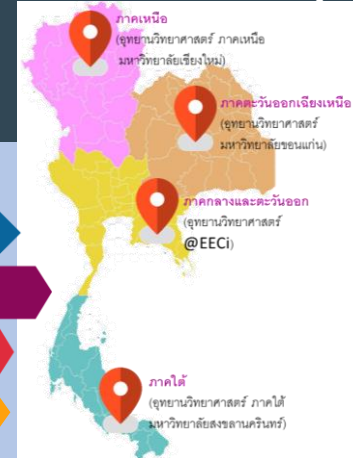 ภาคเหนือ
(อุทยานวิทยาศาสตร์ ภาคเหนือ
มหาวิทยาลัยเชียงใหม่)
ภาคตะวันออกเฉียงเหนือ
(อุทยานวิทยาศาสตร์
มหาวิทยาลัยขอนแก่น)
ภาคกลางและตะวันออก
(อุทยานวิทยาศาสตร์
@EECi)
ภาคใต้
(อุทยานวิทยาศาสตร์ ภาคใต้
มหาวิทยาลัยสงขลานครินทร์)